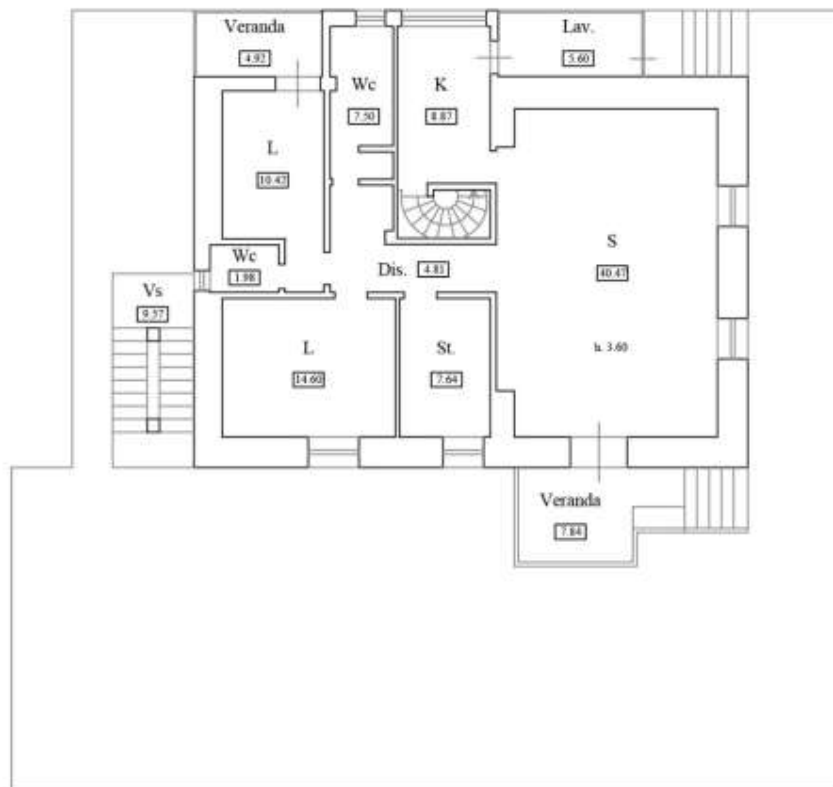 Veranda
4.92
Lav.
5.60
Wc
7.50
K
8.87
L
10.42
Wc
1.98
Dis. 4.81
S
40.47
Vs
9.57
h. 3.60
L
14.60
St.
7.64
Veranda
7.84